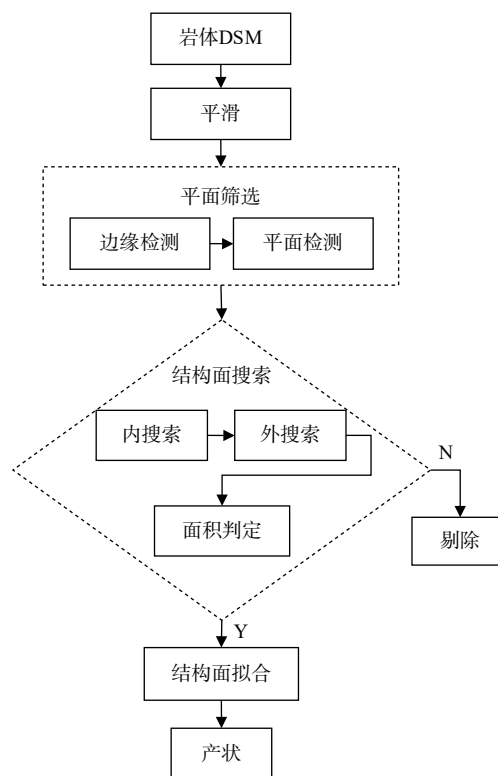 岩体DSM
平滑
平面筛选
边缘检测
平面检测
结构面搜索
内搜索
外搜索
面积判定
N
剔除
Y
结构面拟合
产状